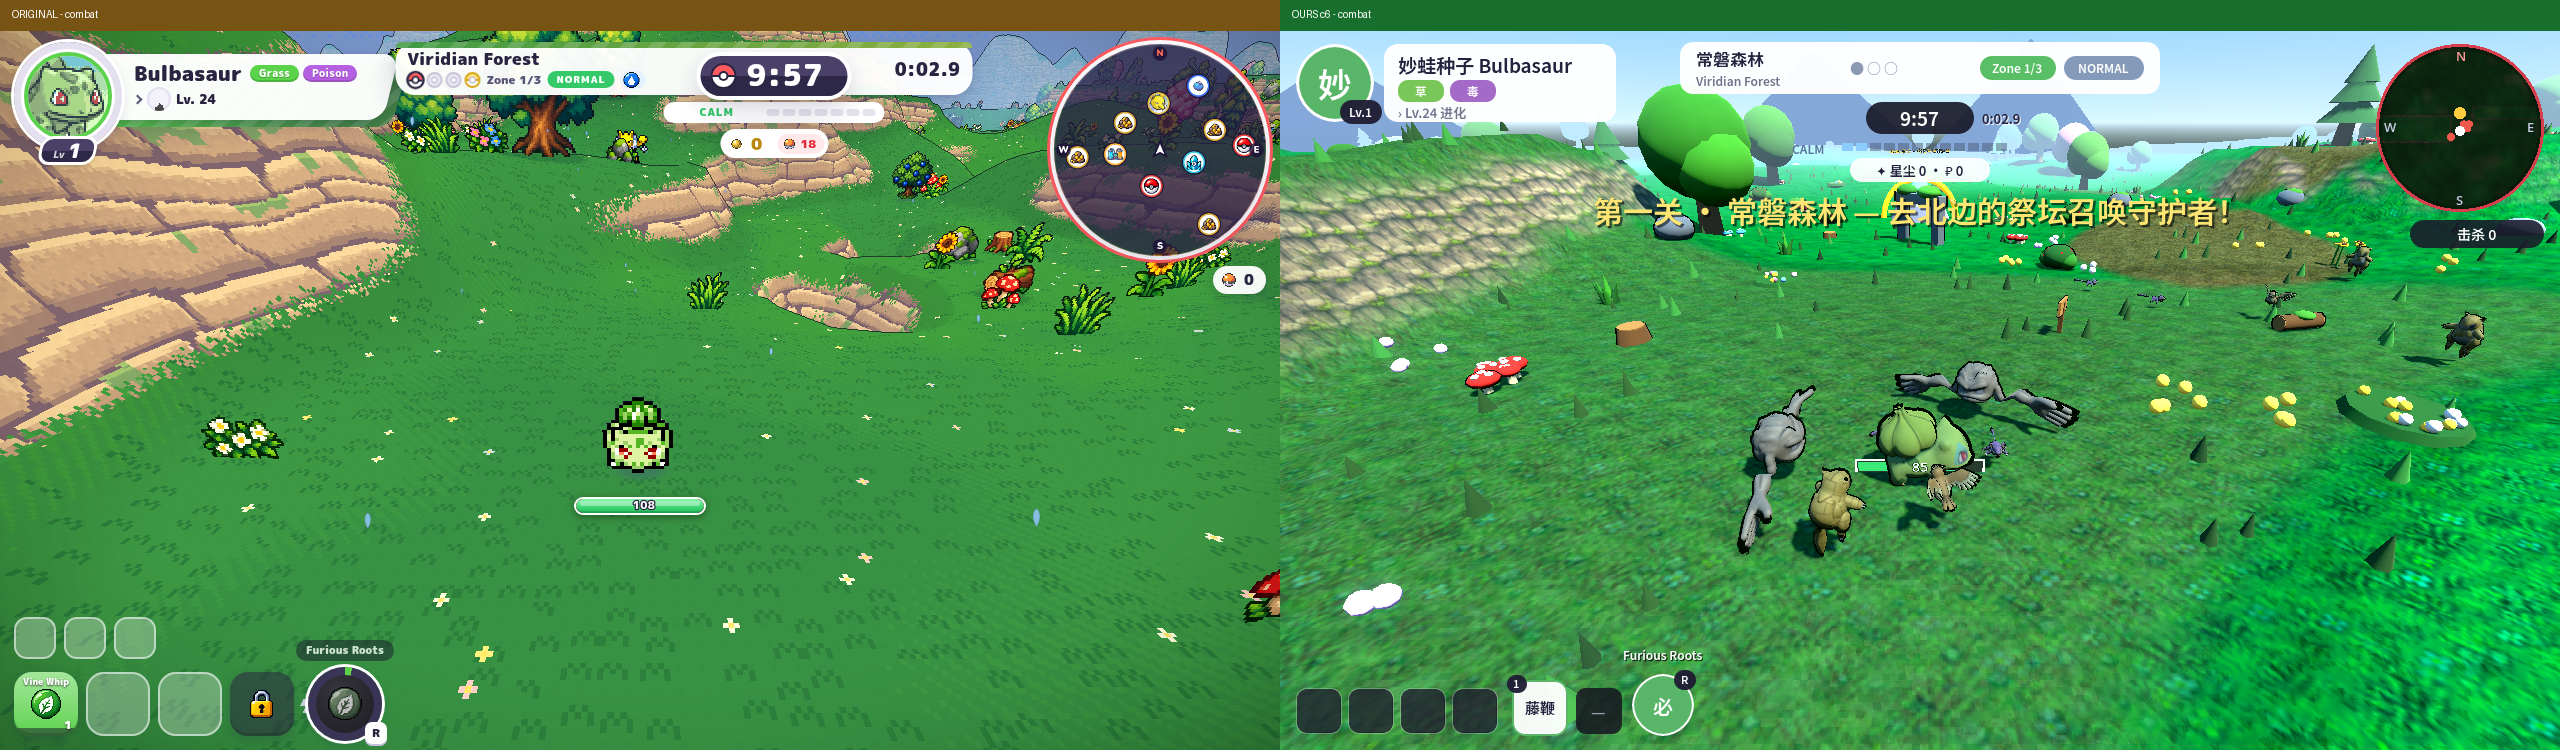 ORIGINAL - combat
Bulbasaur Grass Poison
> Lv. 24
Lv 1
Viridian Forest
Zone 1/3 NORMAL
9:57
0:02.9
CALM
0 18
N
W E
S
0
108
Furious Roots
Vine Whip
1
R
OURS c6 - combat
妙
Lv.1
妙蛙种子 Bulbasaur
草 毒
› Lv.24 进化
常磐森林
Viridian Forest
Zone 1/3 NORMAL
9:57 0:02.9
CALM
✦ 星尘 0 · ₽ 0
第一关 · 常磐森林 — 去北边的祭坛召唤守护者!
N
W E
S
击杀 0
85
Furious Roots
1
藤鞭
—
必
R